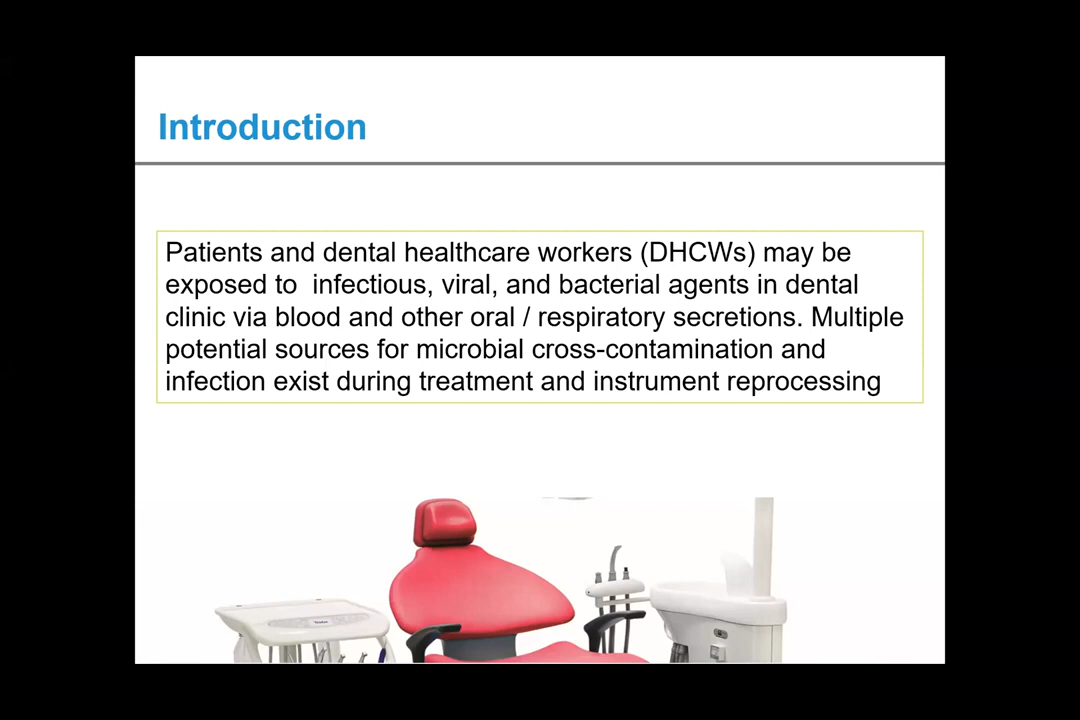 Introduction
Patients and dental healthcare workers (DHCWs) may be
exposed to  infectious, viral, and bacterial agents in dental
clinic via blood and other oral / respiratory secretions. Multiple
potential sources for microbial cross-contamination and
infection exist during treatment and instrument reprocessing